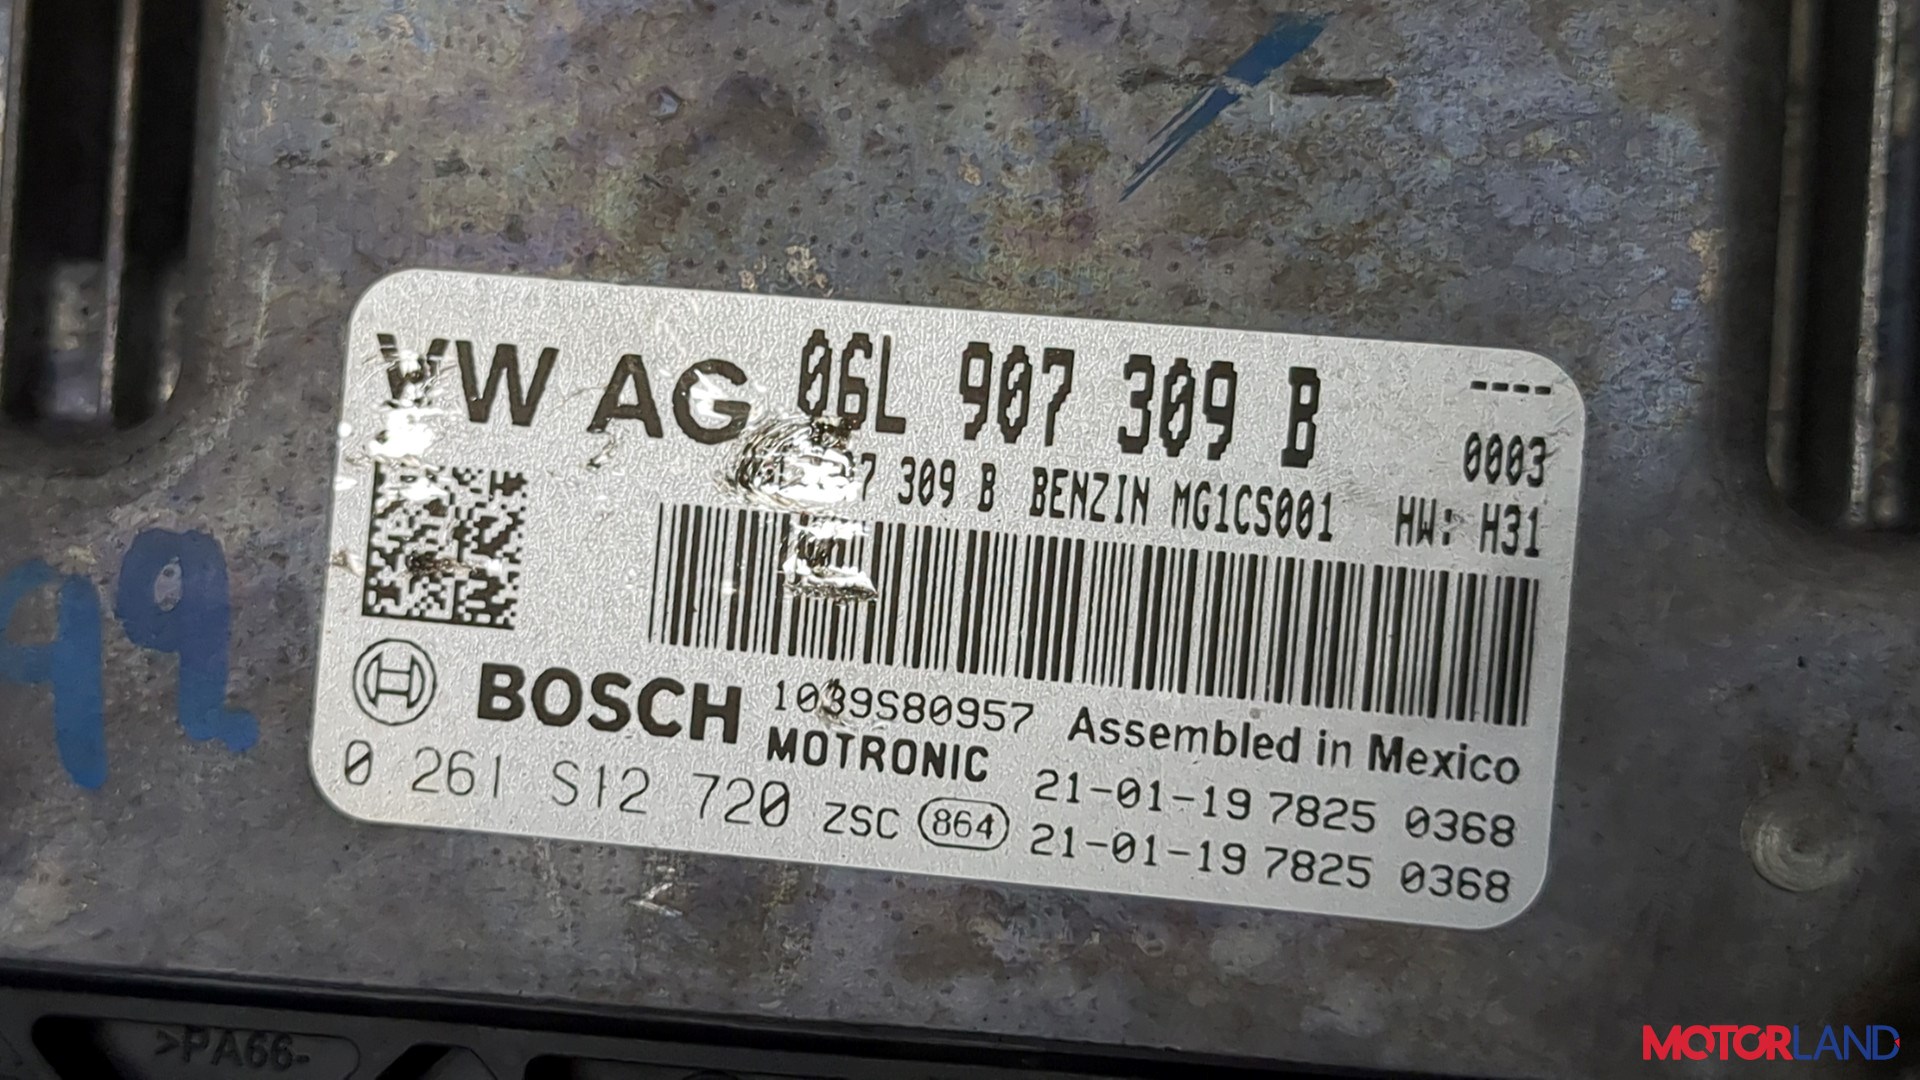 VW AG 06L 907 309 B ----
0003
7 309 B BENZIN MG1CS001 HW: H31
BOSCH 1039S80957 Assembled in Mexico
MOTRONIC
0 261 S12 720 ZSC 864
21-01-19 7825 0368
21-01-19 7825 0368
>PA66-
MOTORLAND